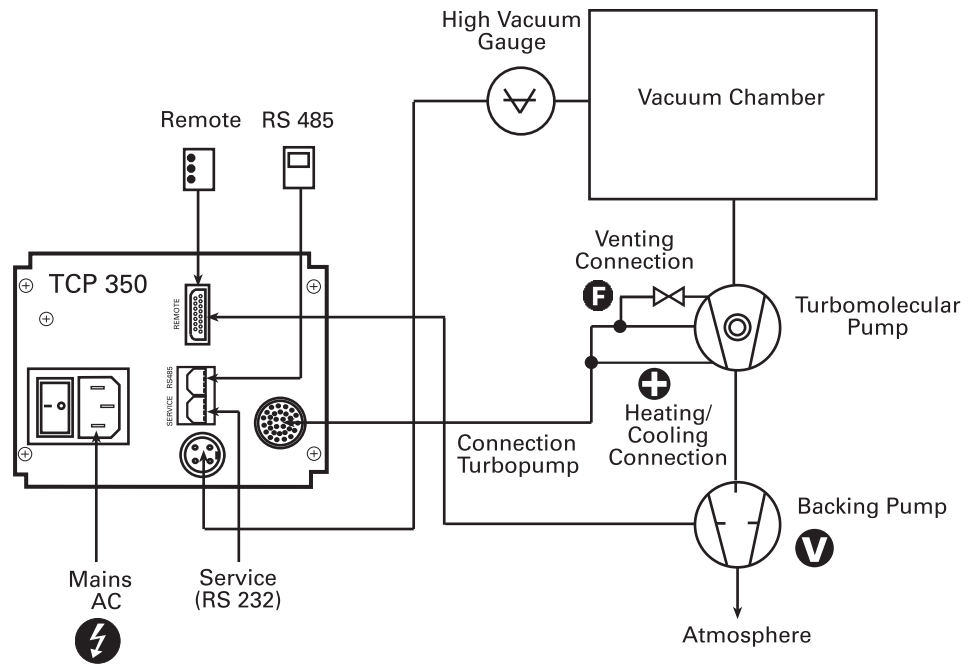 High Vacuum
Gauge
Vacuum Chamber
Remote
RS 485
Venting
Connection
F
TCP 350
REMOTE
Turbomolecular
Pump
RS485
SERVICE
Heating/
Cooling
Connection
Connection
Turbopump
Backing Pump
V
Mains
AC
Service
(RS 232)
Atmosphere